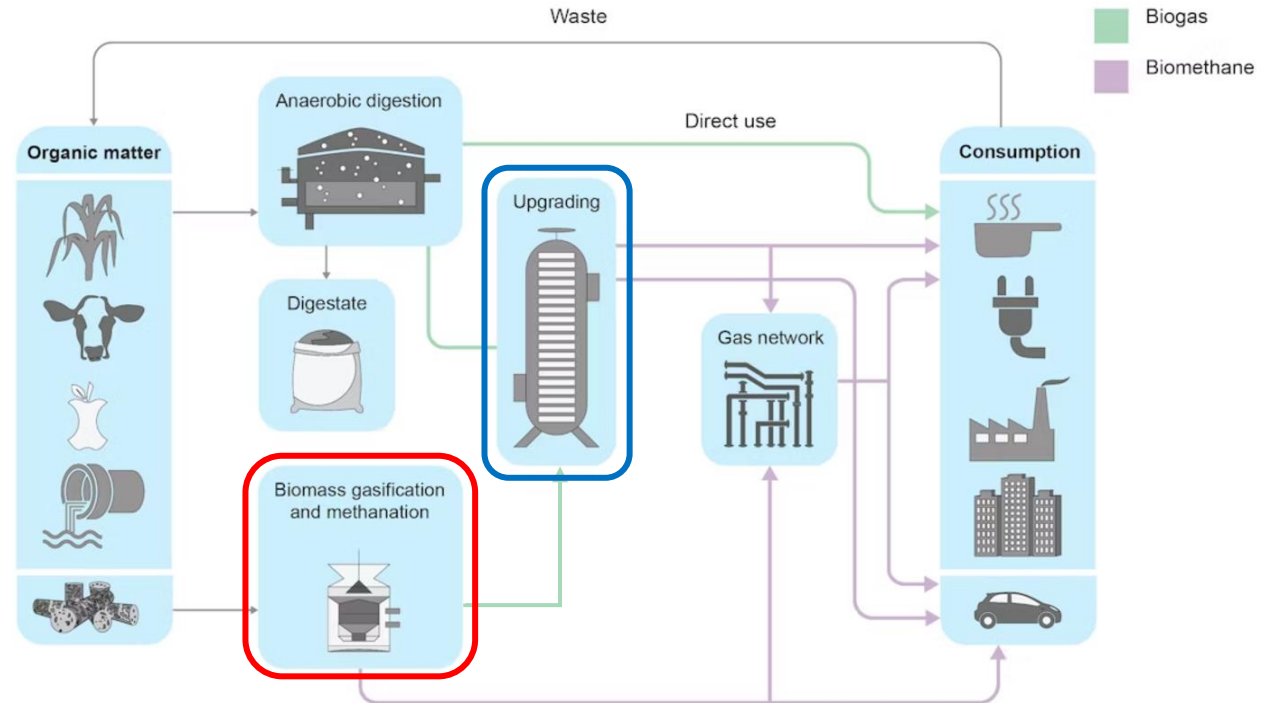 Waste
Biogas
Biomethane
Anaerobic digestion
Direct use
Organic matter
Consumption
Upgrading
Digestate
Gas network
Biomass gasification
and methanation